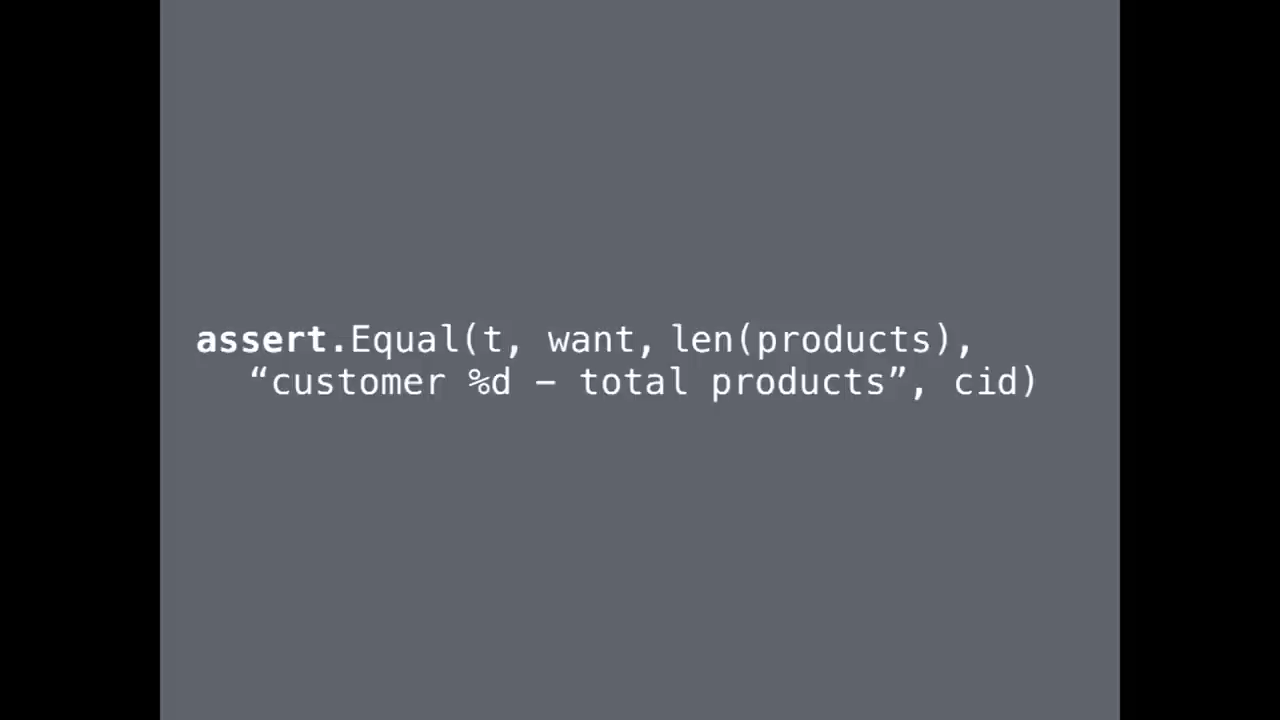 assert.Equal(t, want, len(products),
“customer %d – total products”, cid)